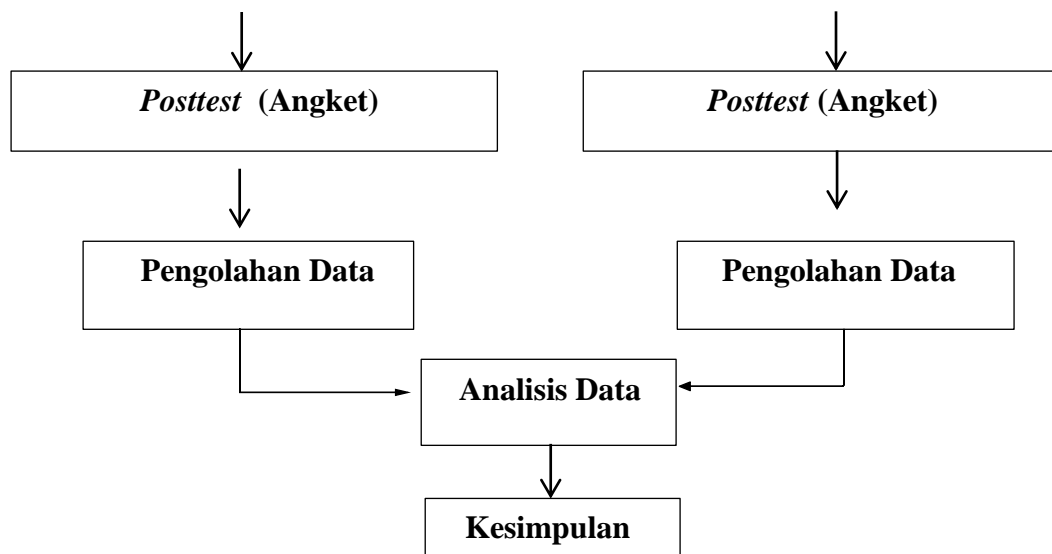 Posttest (Angket)
Posttest (Angket)
Pengolahan Data
Pengolahan Data
Analisis Data
Kesimpulan